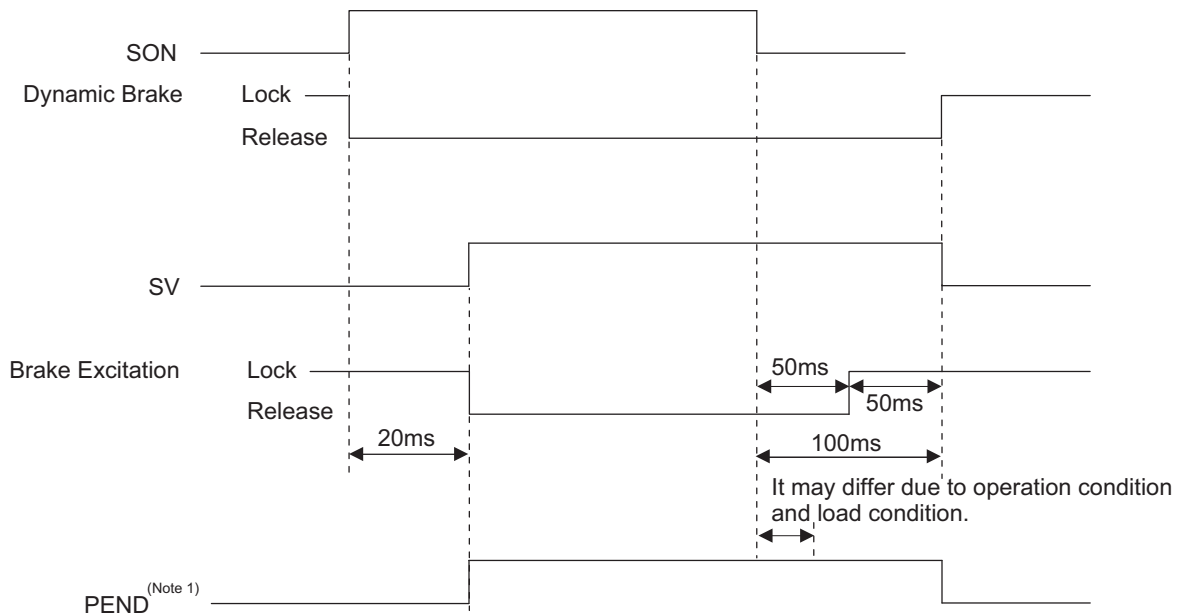 SON
Dynamic Brake Lock
Release
SV
Brake Excitation Lock
50ms
Release
50ms
20ms
100ms
It may differ due to operation condition
and load condition.
PEND(Note 1)